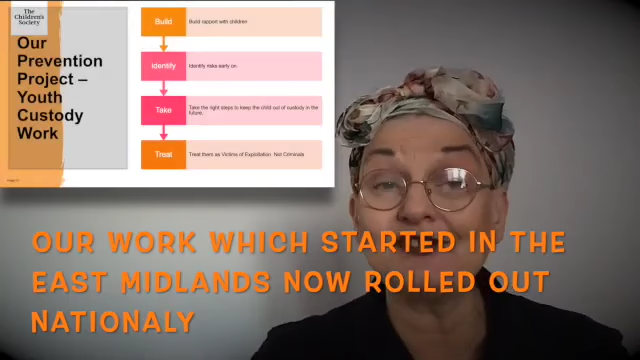 The
Children's
Society
Our
Prevention
Project –
Youth
Custody
Work
Build
Build rapport with children
Identify
Identify risks early on.
Take
Take the right steps to keep the child out of custody in the
future.
Treat
Treat them as Victims of Exploitation Not Criminals
OUR WORK WHICH STARTED IN THE
EAST MIDLANDS NOW ROLLED OUT
NATIONALY